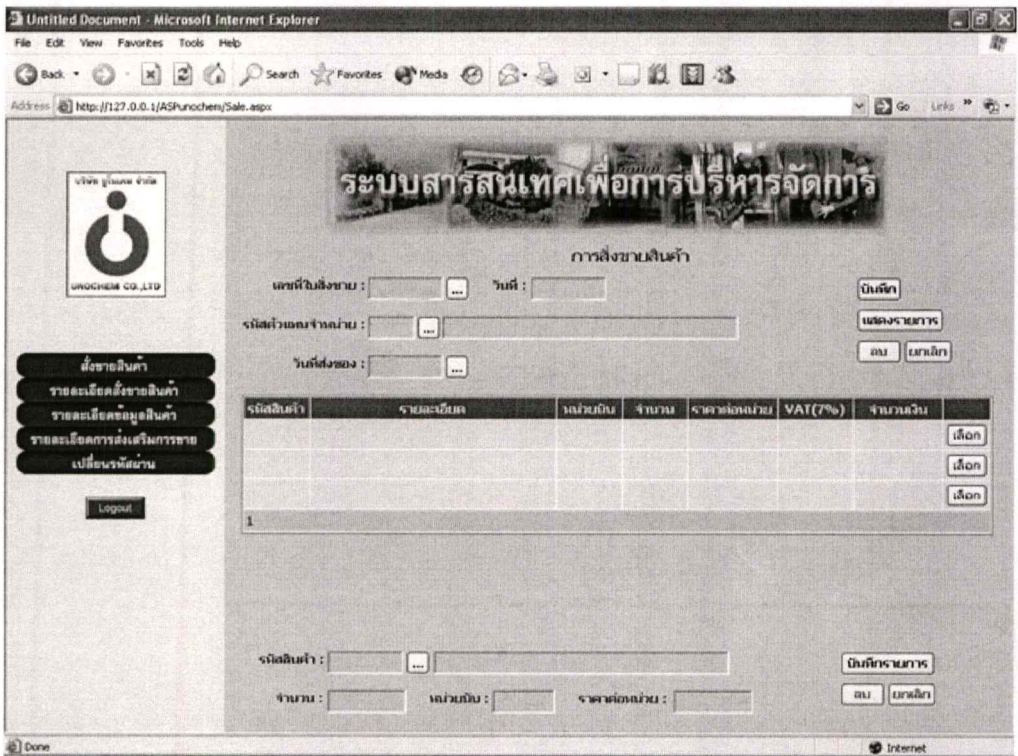 Untitled Document - Microsoft Internet Explorer
File Edit View Favorites Tools Help
Back Search Favorites Media
Address http://127.0.0.1/ASPunochem/Sale.aspx Go Links
บริษัท ยูโนเคม จำกัด
UNOCHEM CO.,LTD
ระบบสารสนเทศเพื่อการบริหารจัดการ
การสั่งขายสินค้า
เลขที่ใบสั่งขาย : ... วันที่ : บันทึก
รหัสตัวแทนจำหน่าย : ... แสดงรายการ
วันที่ส่งของ : ... ลบ ยกเลิก
สั่งขายสินค้า
รายละเอียดสั่งขายสินค้า
รายละเอียดข้อมูลสินค้า
รายละเอียดการส่งเสริมการขาย
เปลี่ยนรหัสผ่าน
Logout
รหัสสินค้า รายละเอียด หน่วยนับ จำนวน ราคาต่อหน่วย VAT(7%) จำนวนเงิน
เลือก
เลือก
เลือก
1
รหัสสินค้า : ... บันทึกรายการ
จำนวน : หน่วยนับ : ราคาต่อหน่วย : ลบ ยกเลิก
Done Internet